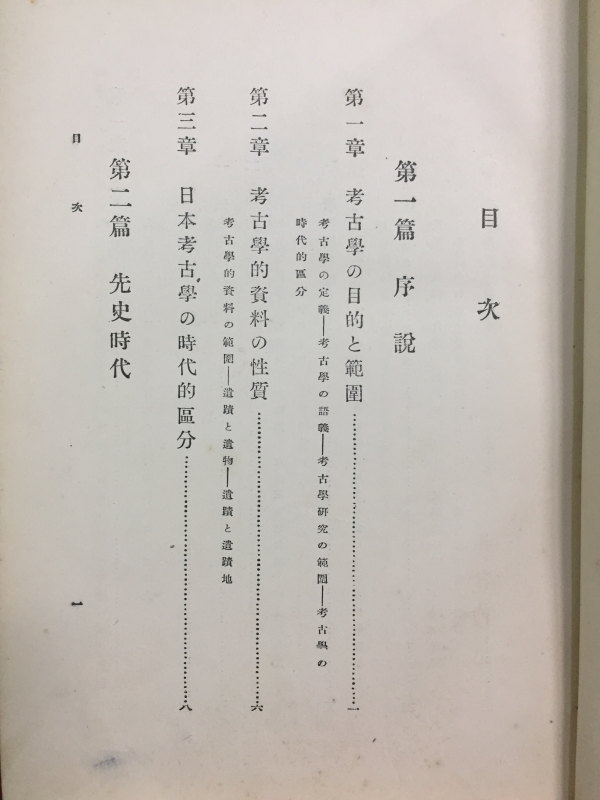 目次
第一篇 序說
第一章 考古學の目的と範圍……一
考古學の定義―考古學の語義―考古學硏究の範圍―考古學の
時代的區分
第二章 考古學的資料の性質……六
考古學的資料の範圍―遺蹟と遺物―遺蹟と遺蹟地
第三章 日本考古學の時代的區分……八
第二篇 先史時代
目次 一